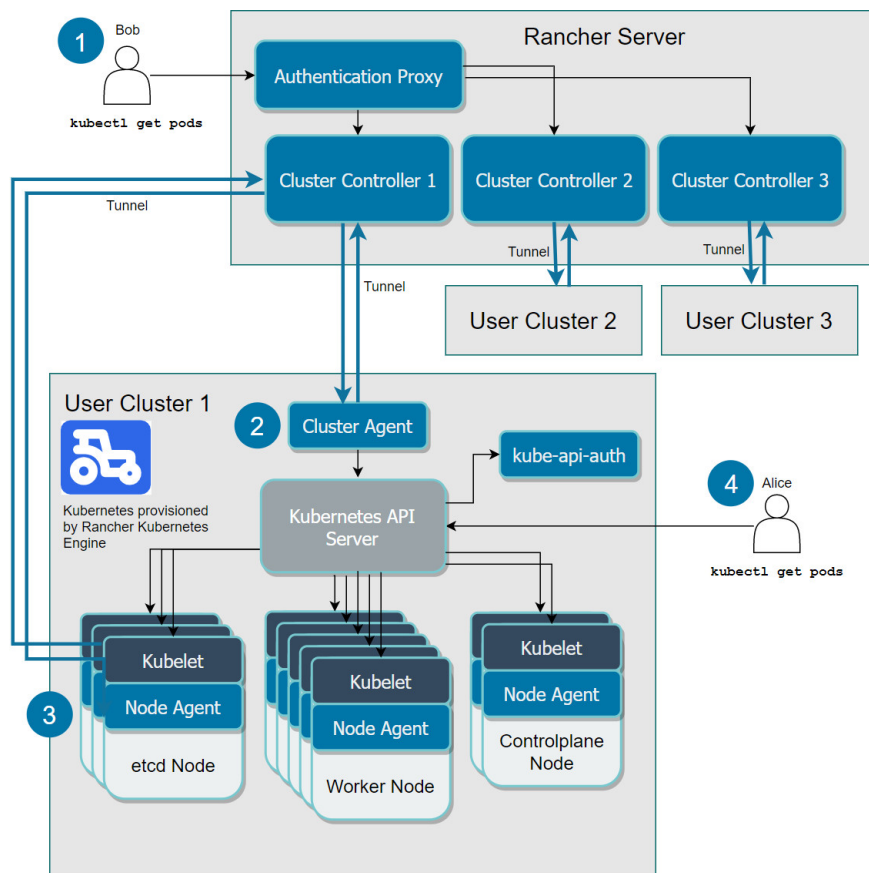 1
Bob
kubectl get pods
Rancher Server
Authentication Proxy
Cluster Controller 1
Cluster Controller 2
Cluster Controller 3
Tunnel
Tunnel
Tunnel
Tunnel
User Cluster 2
User Cluster 3
User Cluster 1
2
Cluster Agent
kube-api-auth
Kubernetes provisioned
by Rancher Kubernetes
Engine
Kubernetes API
Server
4
Alice
kubectl get pods
3
Kubelet
Node Agent
etcd Node
Kubelet
Node Agent
Worker Node
Kubelet
Node Agent
Controlplane
Node